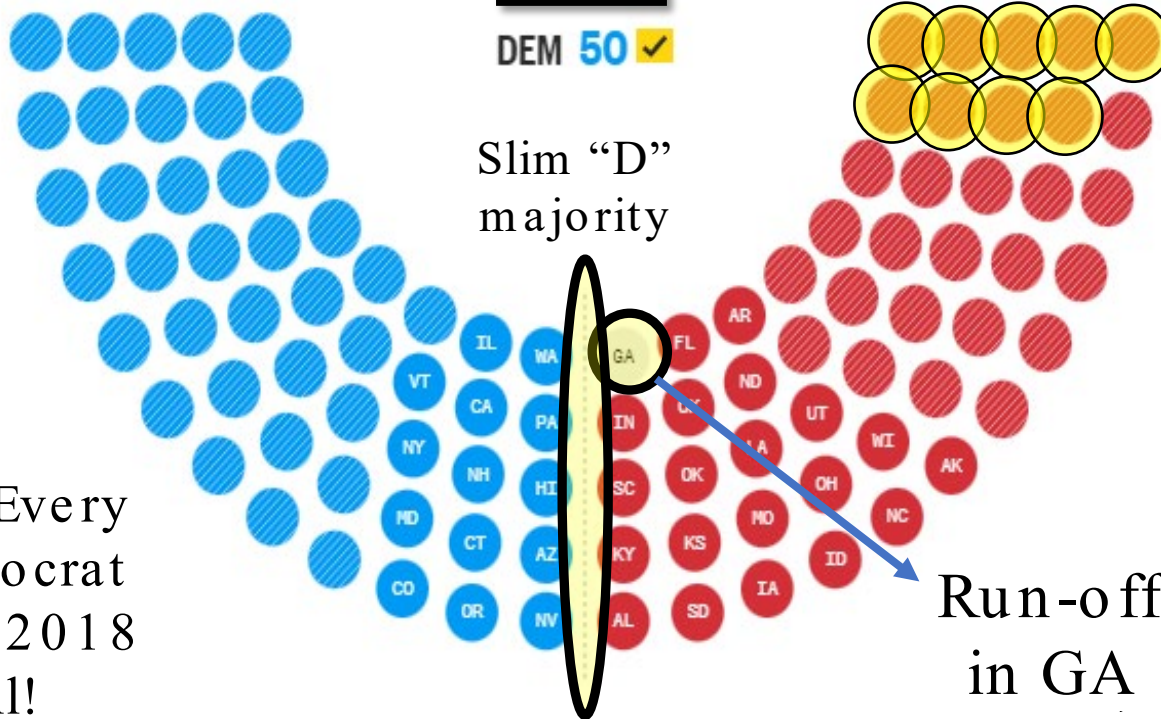 DEM 50
Slim “D”
majority
IL
WA
GA
FL
AR
VT
CA
PA
IN
ND
UT
NY
NH
HI
SC
OK
LA
WI
MD
CT
AZ
KY
KS
MO
OH
AK
CO
OR
NV
AL
SD
IA
ID
NC
Every
ocrat
2018
ll!
Run-off
in GA